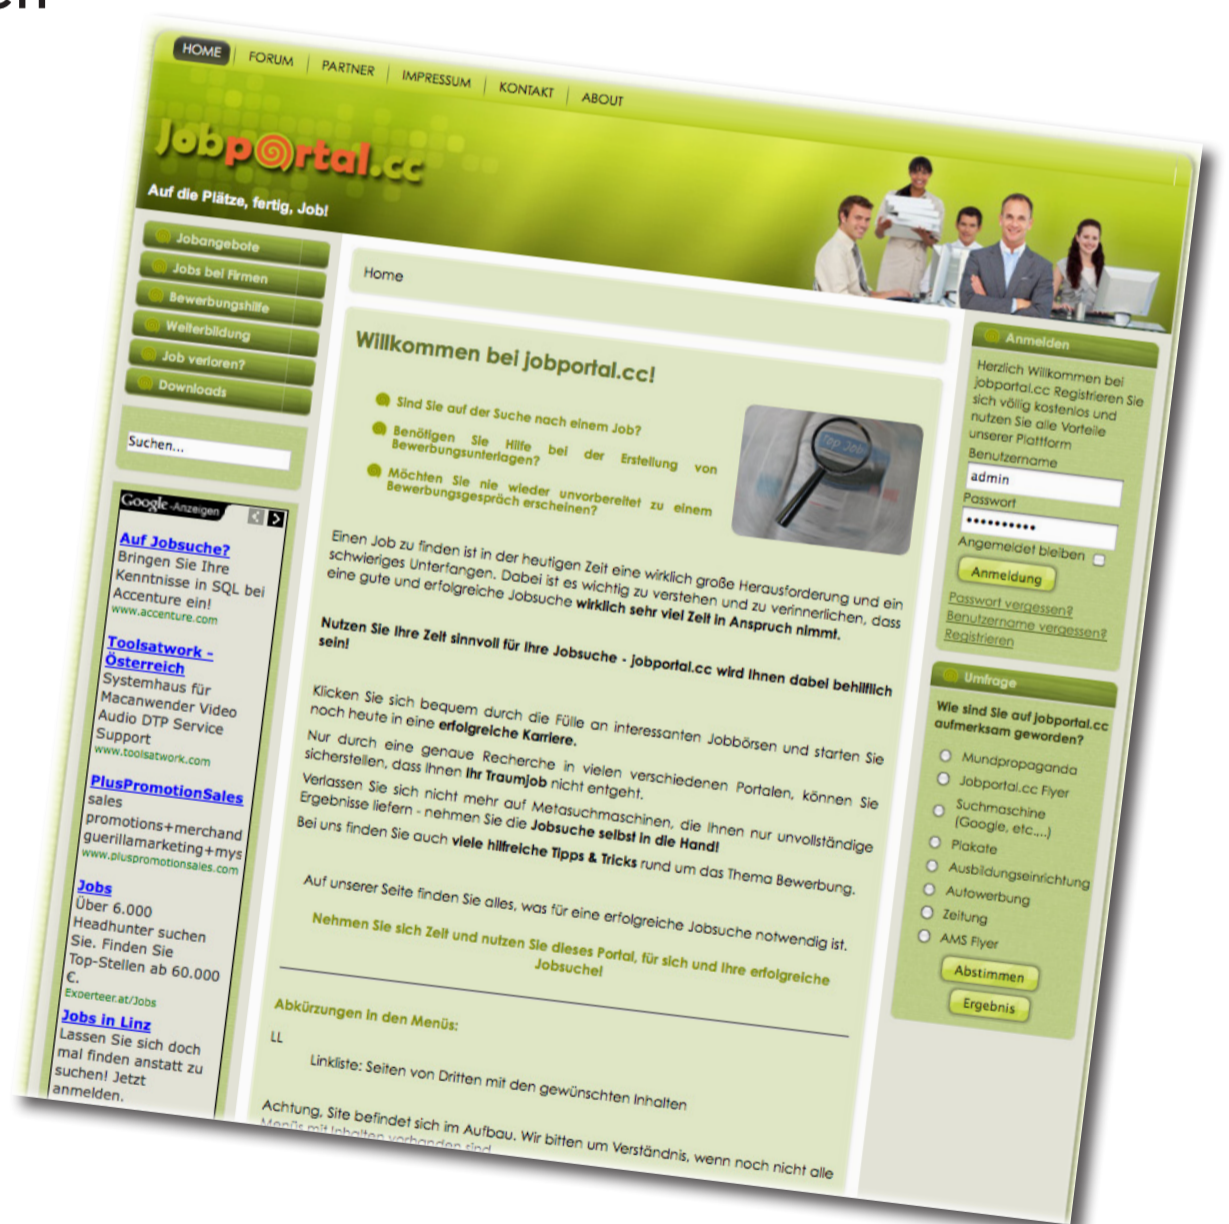 en
HOME
FORUM
PARTNER
IMPRESSUM
KONTAKT
ABOUT
Jobportal.cc
Auf die Plätze, fertig, Job!
Jobangebote
Jobs bei Firmen
Bewerbungshilfe
Weiterbildung
Job verloren?
Downloads
Suchen...
Google-Anzeigen
Auf Jobsuche?
Bringen Sie Ihre
Kenntnisse in SQL bei
Accenture ein!
www.accenture.com
Toolsatwork -
Österreich
Systemhaus für
Macanwender Video
Audio DTP Service
Support
www.toolsatwork.com
PlusPromotionSales
sales
promotions+merchand
guerillamarketing+mys
www.pluspromotionsales.com
Jobs
Über 6.000
Headhunter suchen
Sie. Finden Sie
Top-Stellen ab 60.000
€.
Experteer.at/Jobs
Jobs in Linz
Lassen Sie sich doch
mal finden anstatt zu
suchen! Jetzt
anmelden.
Home
Willkommen bei jobportal.cc!
Sind Sie auf der Suche nach einem Job?
Benötigen Sie Hilfe bei der Erstellung von
Bewerbungsunterlagen?
Möchten Sie nie wieder unvorbereitet zu einem
Bewerbungsgespräch erscheinen?
Top Jobs
Einen Job zu finden ist in der heutigen Zeit eine wirklich große Herausforderung und ein
schwieriges Unterfangen. Dabei ist es wichtig zu verstehen und zu verinnerlichen, dass
eine gute und erfolgreiche Jobsuche wirklich sehr viel Zeit in Anspruch nimmt.
Nutzen Sie Ihre Zeit sinnvoll für Ihre Jobsuche - jobportal.cc wird Ihnen dabei behilflich
sein!
Klicken Sie sich bequem durch die Fülle an interessanten Jobbörsen und starten Sie
noch heute in eine erfolgreiche Karriere.
Nur durch eine genaue Recherche in vielen verschiedenen Portalen, können Sie
sicherstellen, dass Ihnen Ihr Traumjob nicht entgeht.
Verlassen Sie sich nicht mehr auf Metasuchmaschinen, die Ihnen nur unvollständige
Ergebnisse liefern - nehmen Sie die Jobsuche selbst in die Hand!
Bei uns finden Sie auch viele hilfreiche Tipps & Tricks rund um das Thema Bewerbung.
Auf unserer Seite finden Sie alles, was für eine erfolgreiche Jobsuche notwendig ist.
Nehmen Sie sich Zeit und nutzen Sie dieses Portal, für sich und Ihre erfolgreiche
Jobsuche!
Abkürzungen in den Menüs:
LL
Linkliste: Seiten von Dritten mit den gewünschten Inhalten
Achtung, Site befindet sich im Aufbau. Wir bitten um Verständnis, wenn noch nicht alle
Menüs mit Inhalten vorhanden sind
Anmelden
Herzlich Willkommen bei
jobportal.cc Registrieren Sie
sich völlig kostenlos und
nutzen Sie alle Vorteile
unserer Plattform
Benutzername
admin
Passwort
••••••••••
Angemeldet bleiben
Anmeldung
Passwort vergessen?
Benutzername vergessen?
Registrieren
Umfrage
Wie sind Sie auf jobportal.cc
aufmerksam geworden?
Mundpropaganda
Jobportal.cc Flyer
Suchmaschine
(Google, etc....)
Plakate
Ausbildungseinrichtung
Autowerbung
Zeitung
AMS Flyer
Abstimmen
Ergebnis